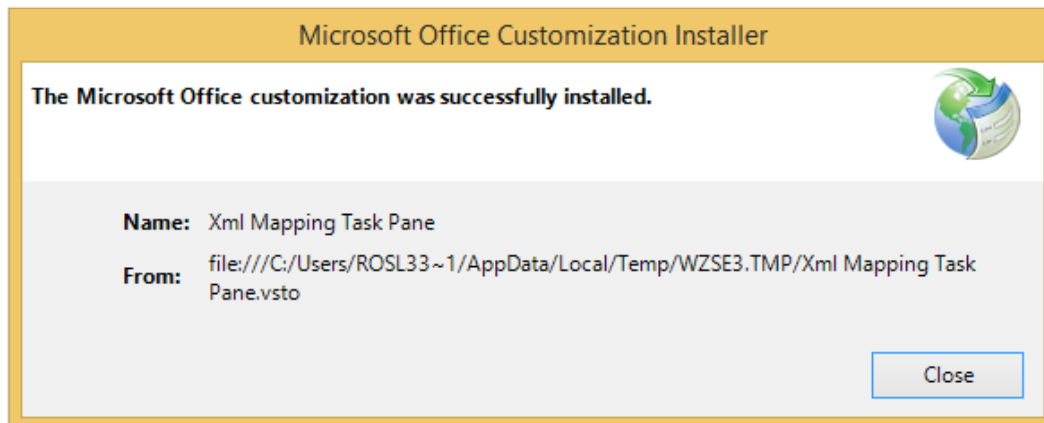 Microsoft Office Customization Installer
The Microsoft Office customization was successfully installed.
Name: Xml Mapping Task Pane
From: file:///C:/Users/ROSL33~1/AppData/Local/Temp/WZSE3.TMP/Xml Mapping Task
Pane.vsto
Close